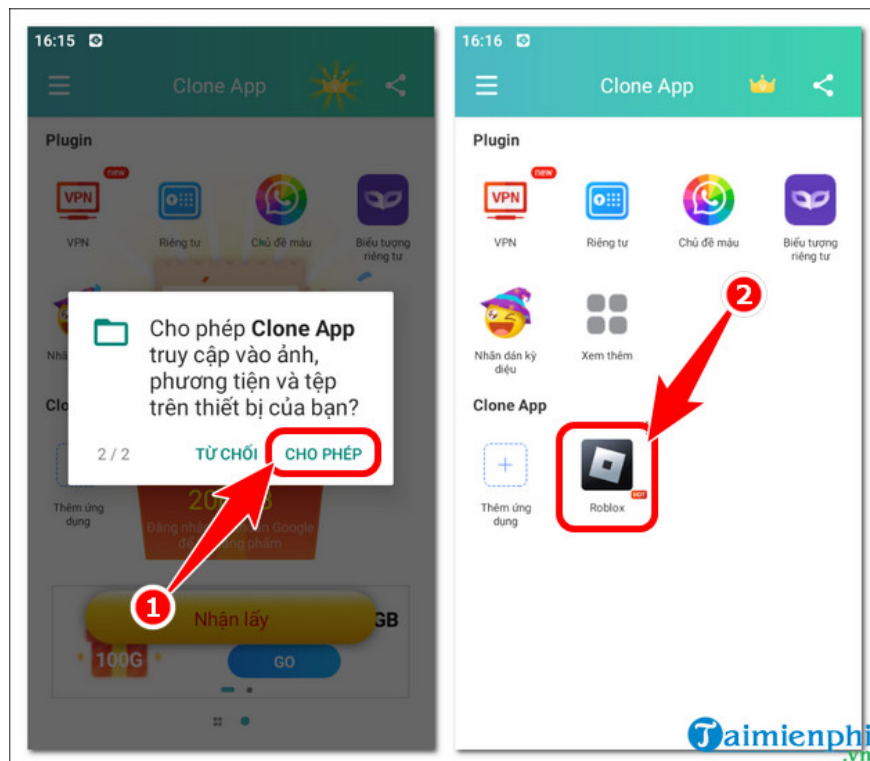 16:15
Clone App
Plugin
new
VPN
VPN
Riêng tư
Chủ đề màu
Biểu tượng
riêng tư
Cho phép Clone App
truy cập vào ảnh,
phương tiện và tệp
trên thiết bị của bạn?
2 / 2
TỪ CHỐI
CHO PHÉP
Thêm ứng
dụng
Đăng
Google
1
Nhận lấy
GB
100G
GO
16:16
Clone App
Plugin
new
VPN
VPN
Riêng tư
Chủ đề màu
Biểu tượng
riêng tư
2
Nhãn dán kỳ
diệu
Xem thêm
Clone App
Thêm ứng
dụng
HOT
Roblox
Taimienphi
.vn